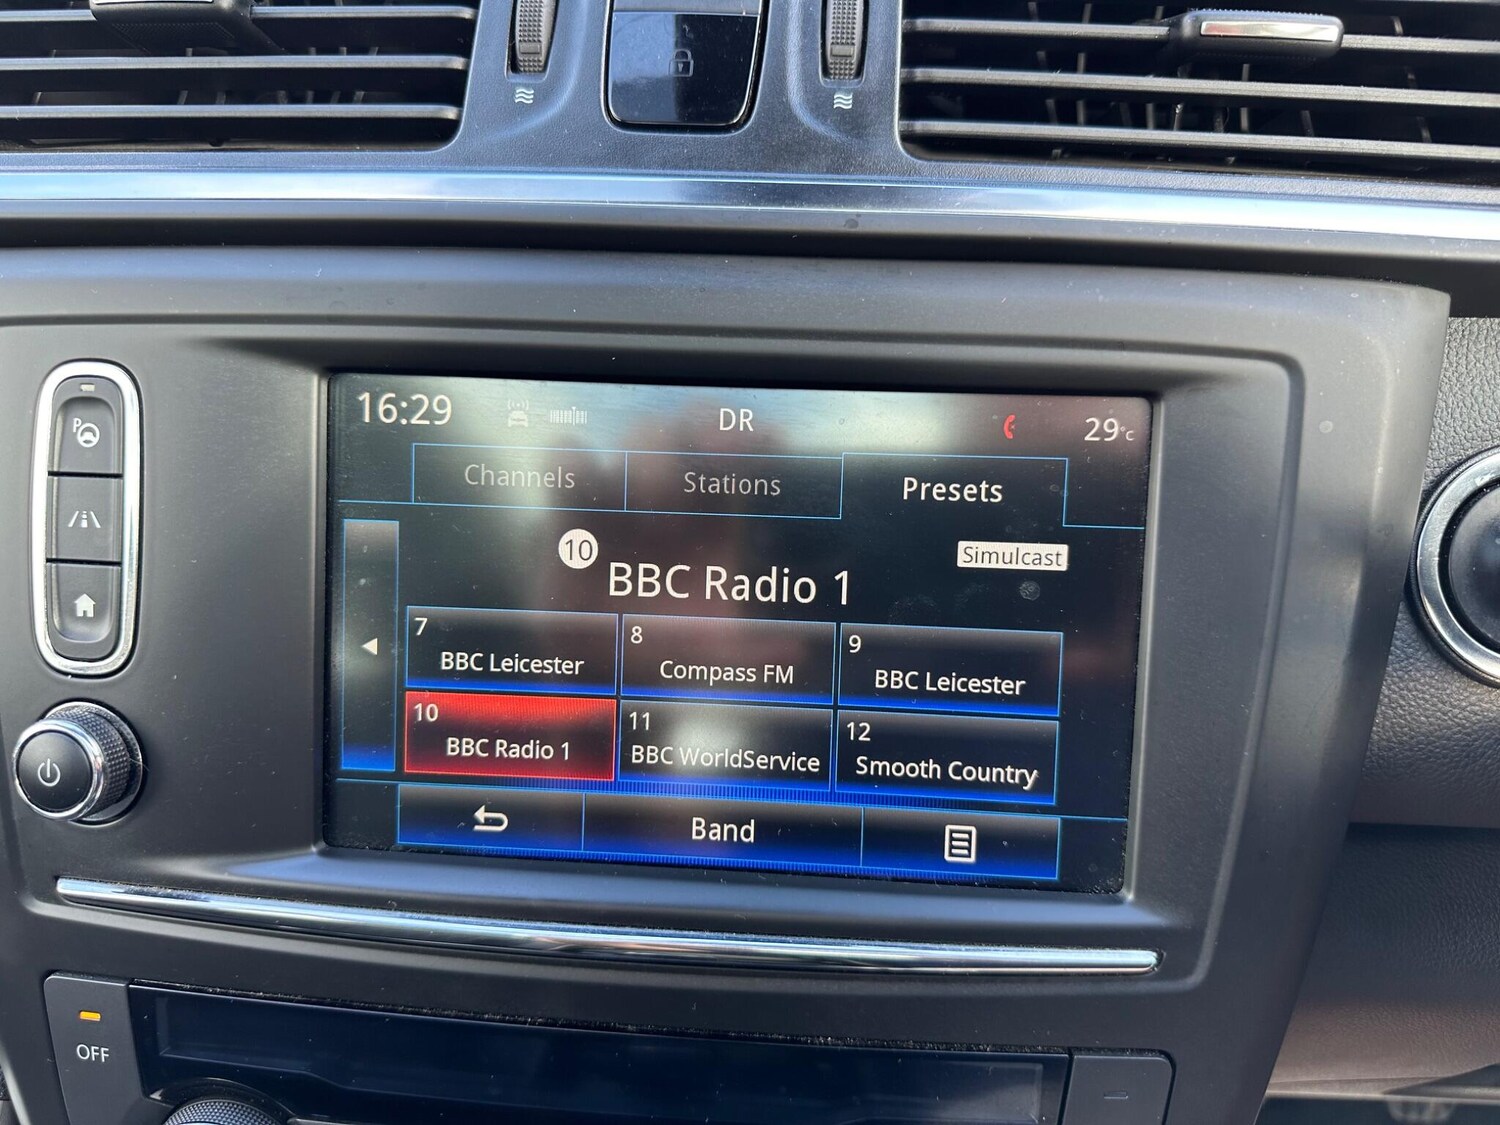 16:29
DR
29°C
Channels
Stations
Presets
10
BBC Radio 1
Simulcast
7
BBC Leicester
8
Compass FM
9
BBC Leicester
10
BBC Radio 1
11
BBC WorldService
12
Smooth Country
Band
P
OFF